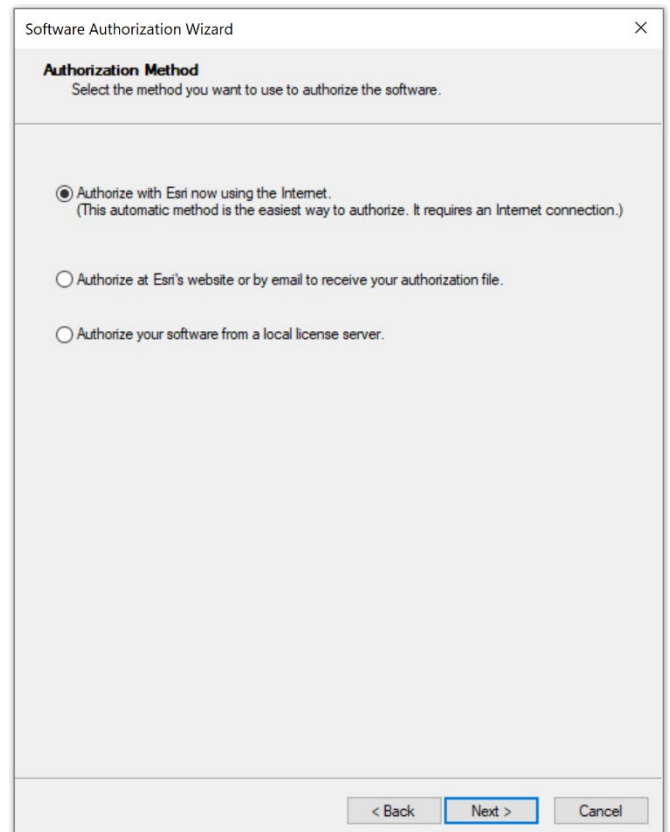 Software Authorization Wizard
Authorization Method
Select the method you want to use to authorize the software.
Authorize with Esri now using the Internet.
(This automatic method is the easiest way to authorize. It requires an Internet connection.)
Authorize at Esri's website or by email to receive your authorization file.
Authorize your software from a local license server.
< Back Next > Cancel